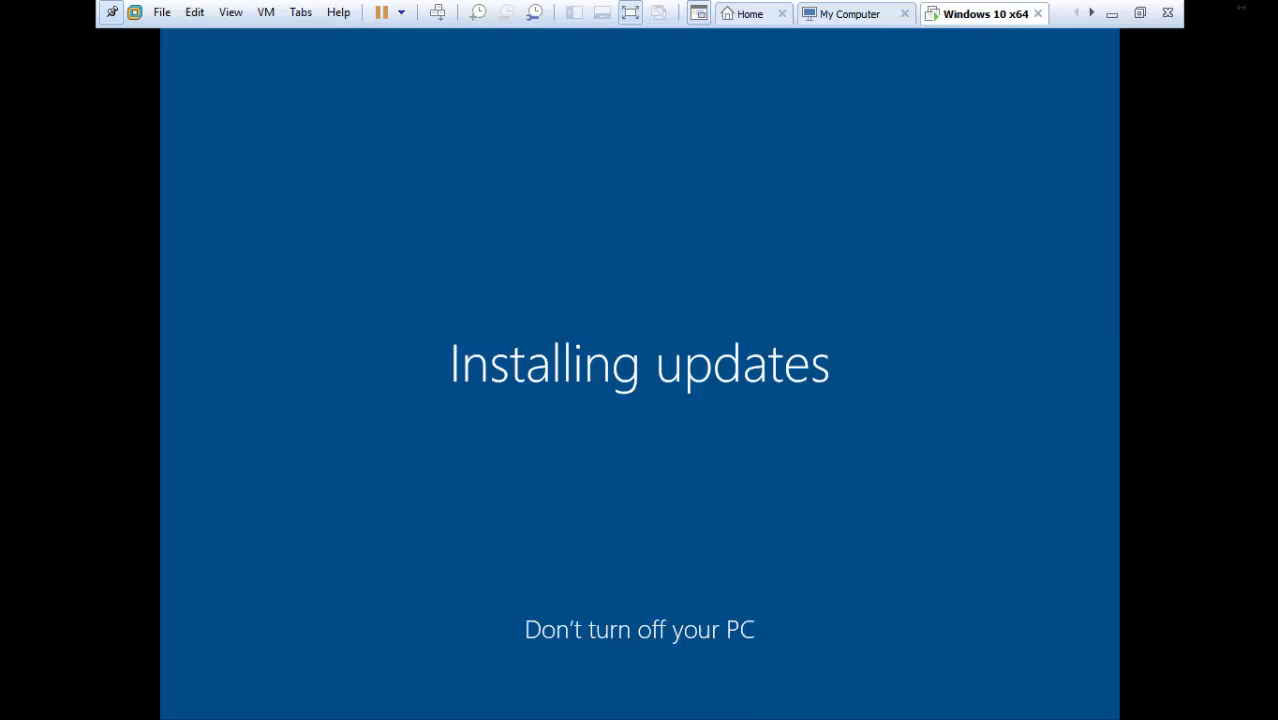 File Edit View VM Tabs Help Home My Computer Windows 10 x64
Installing updates
Don't turn off your PC